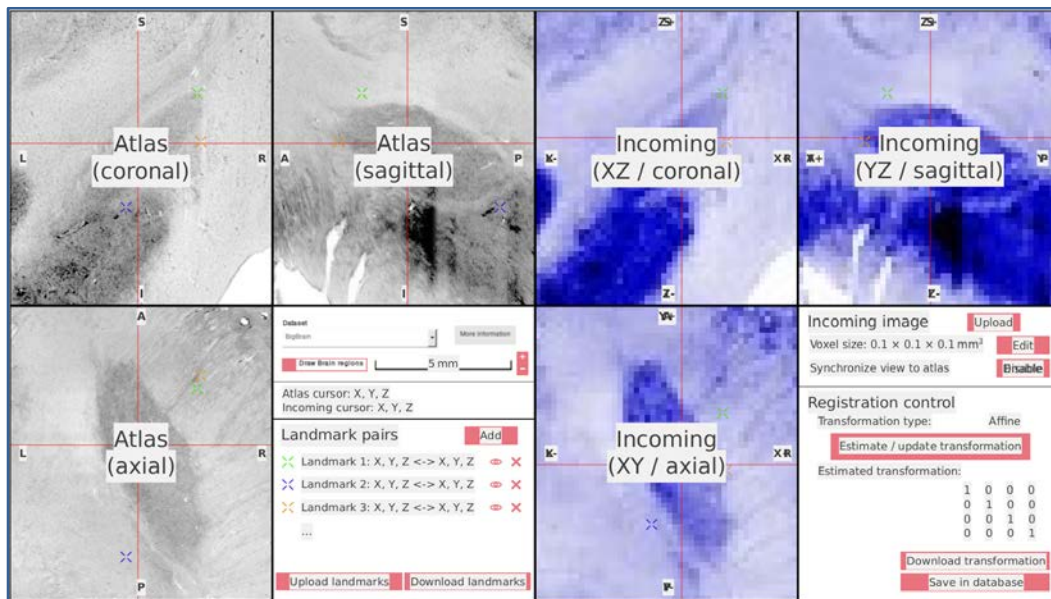 S
Atlas
(coronal)
L
R
I
S
Atlas
(sagittal)
A
P
I
Incoming
(XZ / coronal)
Incoming
(YZ / sagittal)
A
Atlas
(axial)
L
R
P
Dataset
BigBrain
More information
Draw Brain regions
5 mm
+
-
Atlas cursor: X, Y, Z
Incoming cursor: X, Y, Z
Landmark pairs
Add
Landmark 1: X, Y, Z <-> X, Y, Z
Landmark 2: X, Y, Z <-> X, Y, Z
Landmark 3: X, Y, Z <-> X, Y, Z
...
Upload landmarks
Download landmarks
Incoming
(XY / axial)
Incoming image
Upload
Voxel size: 0.1 × 0.1 × 0.1 mm³
Edit
Synchronize view to atlas
Registration control
Transformation type:
Affine
Estimate / update transformation
Estimated transformation:
1 0 0 0
0 1 0 0
0 0 1 0
0 0 0 1
Download transformation
Save in database